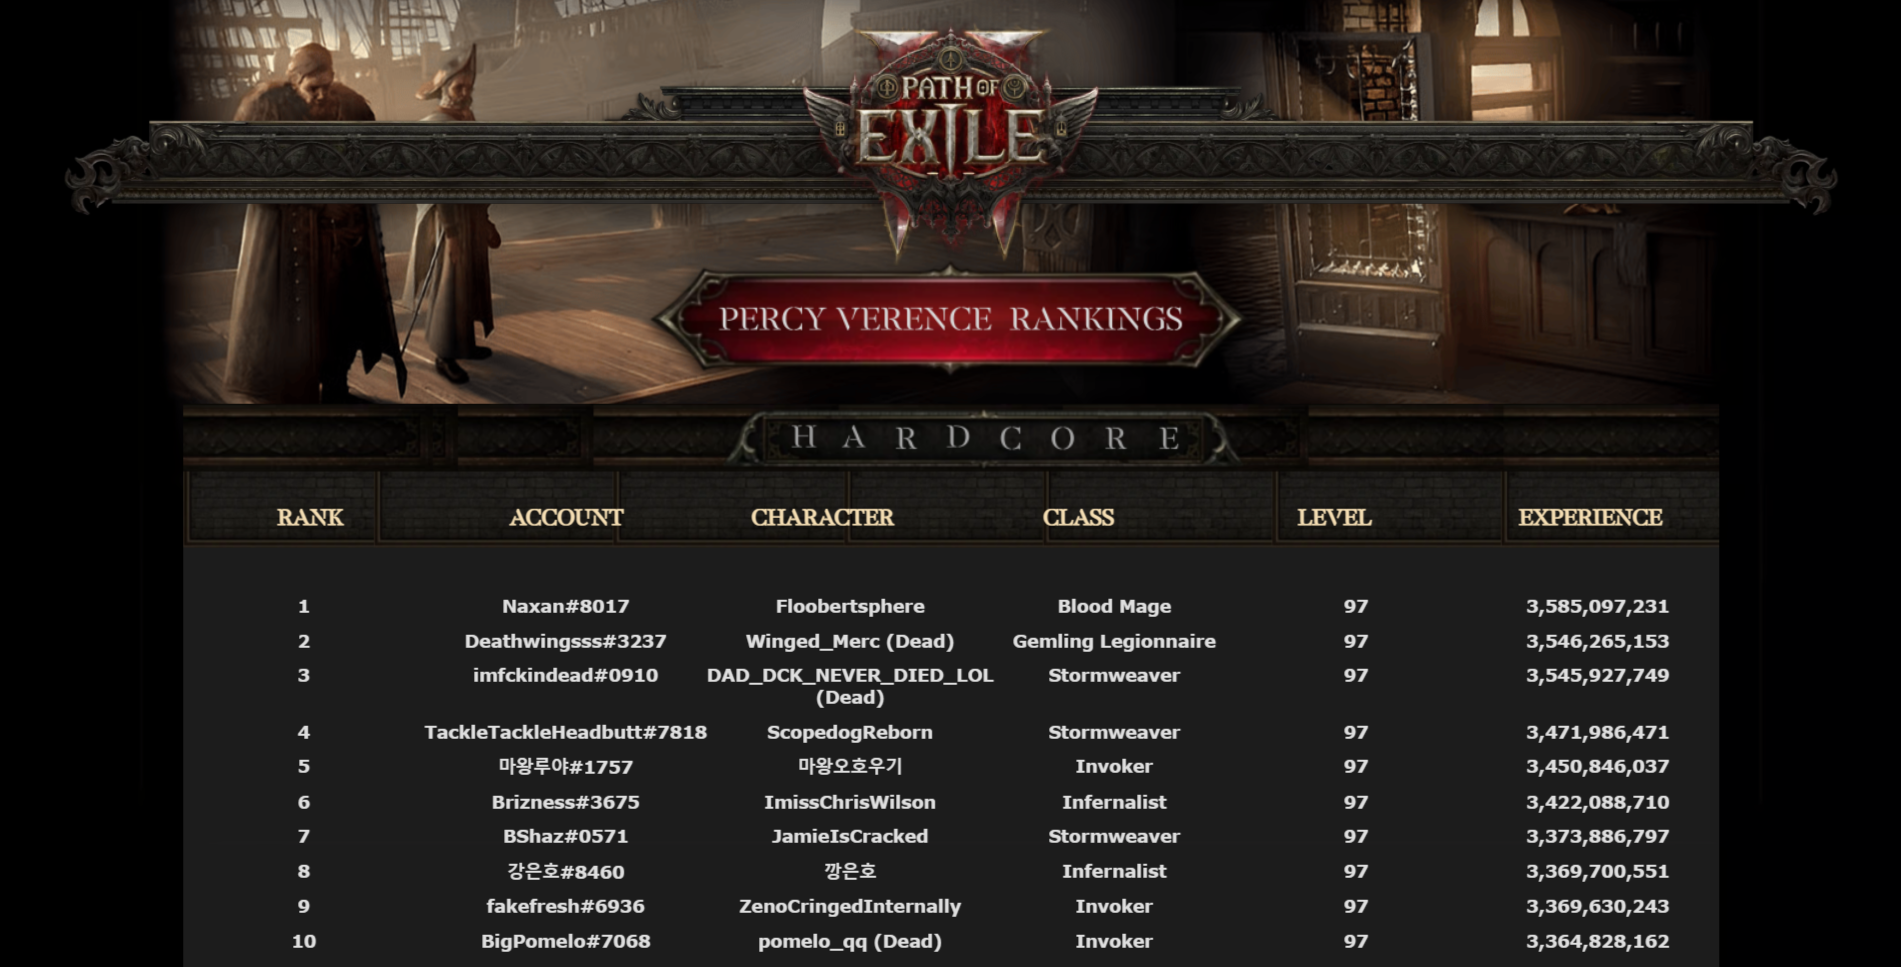 PATH OF
EXILE
PERCY VERENCE RANKINGS
HARDCORE
RANK ACCOUNT CHARACTER CLASS LEVEL EXPERIENCE
1 Naxan#8017 Floobertsphere Blood Mage 97 3,585,097,231
2 Deathwingsss#3237 Winged_Merc (Dead) Gemling Legionnaire 97 3,546,265,153
3 imfckindead#0910 DAD_DCK_NEVER_DIED_LOL Stormweaver 97 3,545,927,749
(Dead)
4 TackleTackleHeadbutt#7818 ScopedogReborn Stormweaver 97 3,471,986,471
5 마왕루야#1757 마왕오호우기 Invoker 97 3,450,846,037
6 Brizness#3675 ImissChrisWilson Infernalist 97 3,422,088,710
7 BShaz#0571 JamieIsCracked Stormweaver 97 3,373,886,797
8 강은호#8460 깡은호 Infernalist 97 3,369,700,551
9 fakefresh#6936 ZenoCringedInternally Invoker 97 3,369,630,243
10 BigPomelo#7068 pomelo_qq (Dead) Invoker 97 3,364,828,162